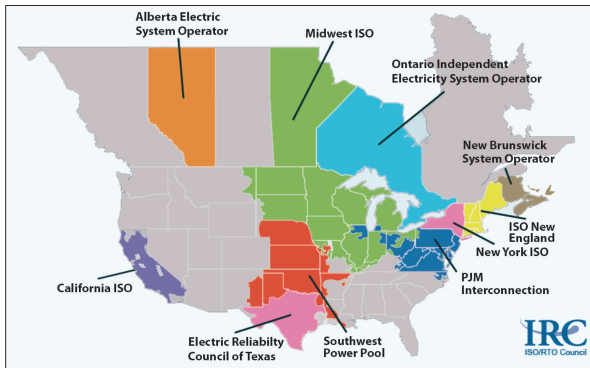 Alberta Electric
System Operator
Midwest ISO
Ontario Independent
Electricity System Operator
New Brunswick
System Operator
ISO New
England
New York ISO
PJM
Interconnection
California ISO
Electric Reliabilty
Council of Texas
Southwest
Power Pool
IRC
ISO/RTO Council